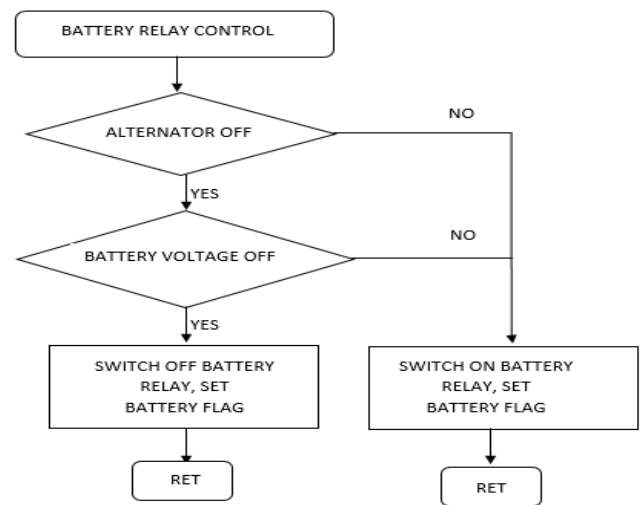 BATTERY RELAY CONTROL
ALTERNATOR OFF
NO
YES
BATTERY VOLTAGE OFF
NO
YES
SWITCH OFF BATTERY
RELAY, SET
BATTERY FLAG
SWITCH ON BATTERY
RELAY, SET
BATTERY FLAG
RET
RET